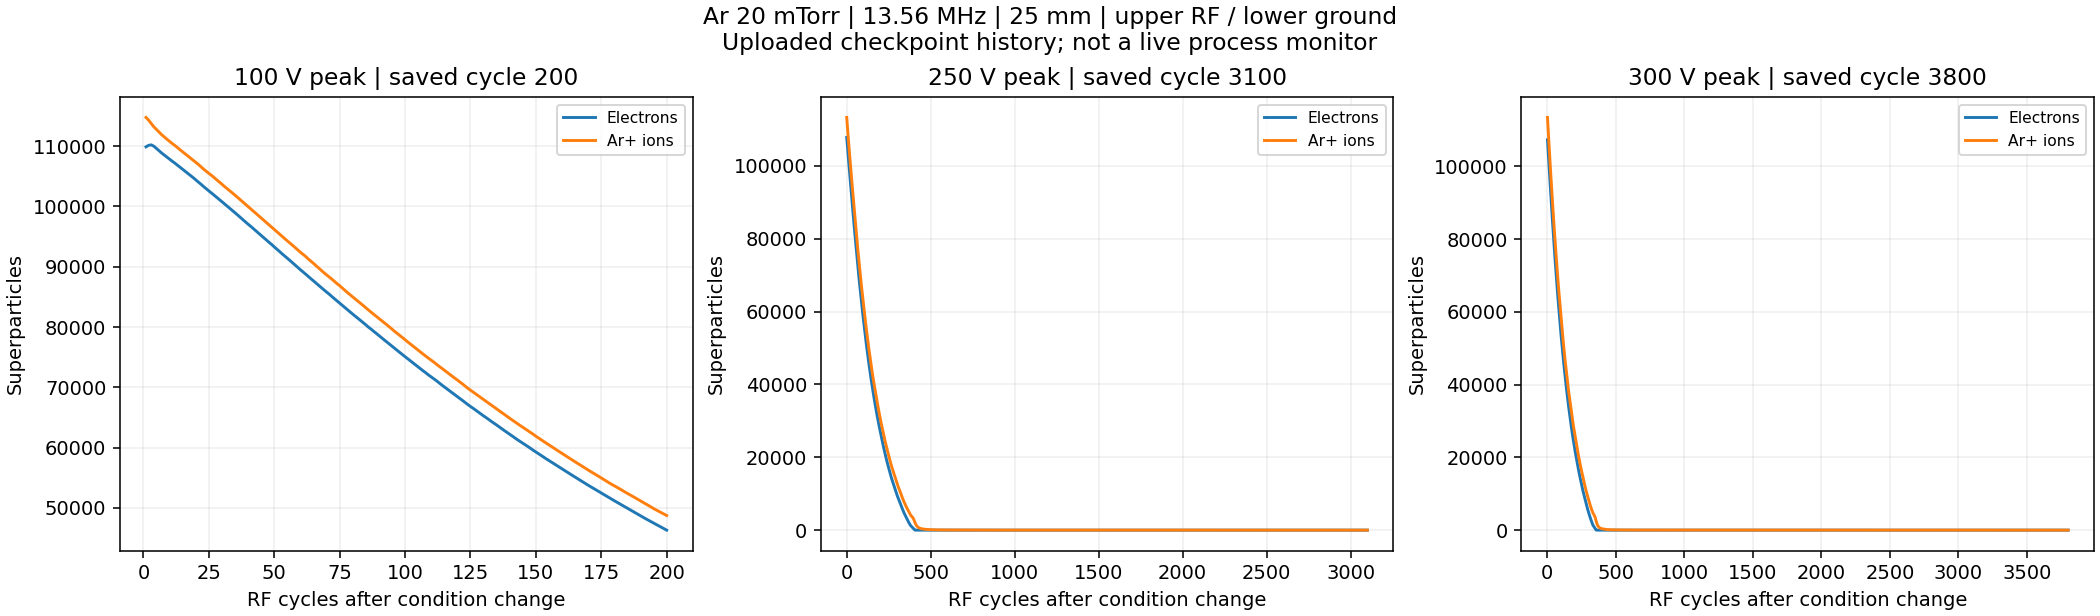 Ar 20 mTorr | 13.56 MHz | 25 mm | upper RF / lower ground
Uploaded checkpoint history; not a live process monitor
100 V peak | saved cycle 200
Electrons
Ar+ ions
Superparticles
110000
100000
90000
80000
70000
60000
50000
0 25 50 75 100 125 150 175 200
RF cycles after condition change
250 V peak | saved cycle 3100
Electrons
Ar+ ions
Superparticles
100000
80000
60000
40000
20000
0
0 500 1000 1500 2000 2500 3000
RF cycles after condition change
300 V peak | saved cycle 3800
Electrons
Ar+ ions
Superparticles
100000
80000
60000
40000
20000
0
0 500 1000 1500 2000 2500 3000 3500
RF cycles after condition change